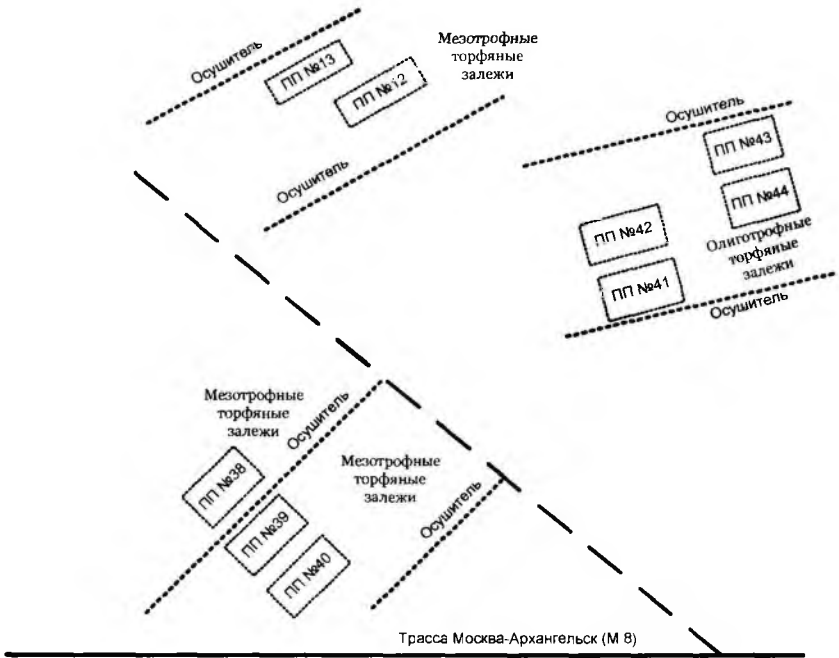 Осушитель
ПП №13
ПП №12
Мезотрофные
торфяные
залежи
Осушитель
Осушитель
ПП №43
ПП №44
ПП №42
Олиготрофные
торфяные
залежи
ПП №41
Осушитель
Мезотрофные
торфяные
залежи
Осушитель
Мезотрофные
торфяные
залежи
ПП №38
ПП №39
ПП №40
Осушитель
Трасса Москва-Архангельск (М 8)